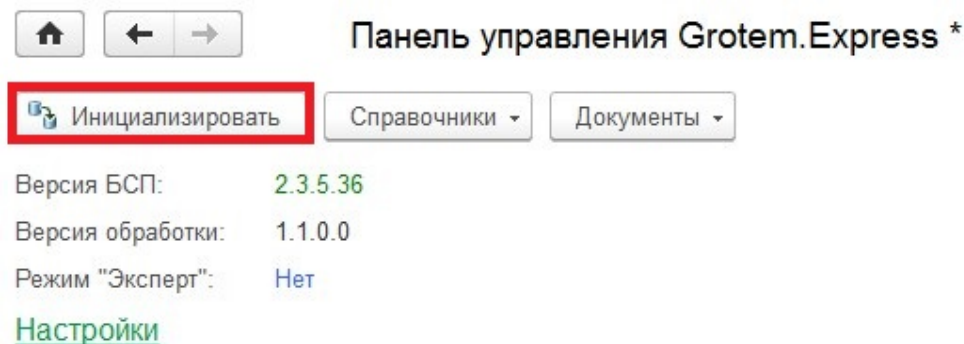 Панель управления Grotem.Express *
Инициализировать Справочники Документы
Версия БСП: 2.3.5.36
Версия обработки: 1.1.0.0
Режим "Эксперт": Нет
Настройки